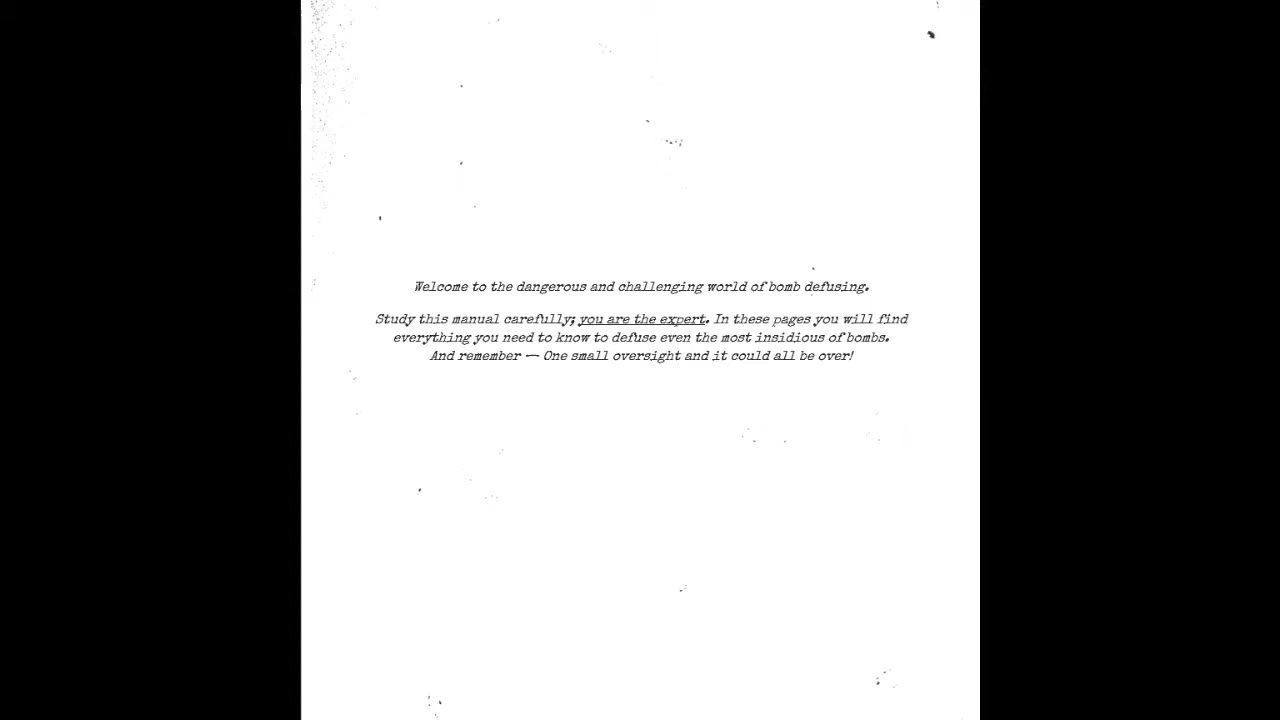 Welcome to the dangerous and challenging world of bomb defusing.
Study this manual carefully; you are the expert. In these pages you will find
everything you need to know to defuse even the most insidious of bombs.
And remember — One small oversight and it could all be over!